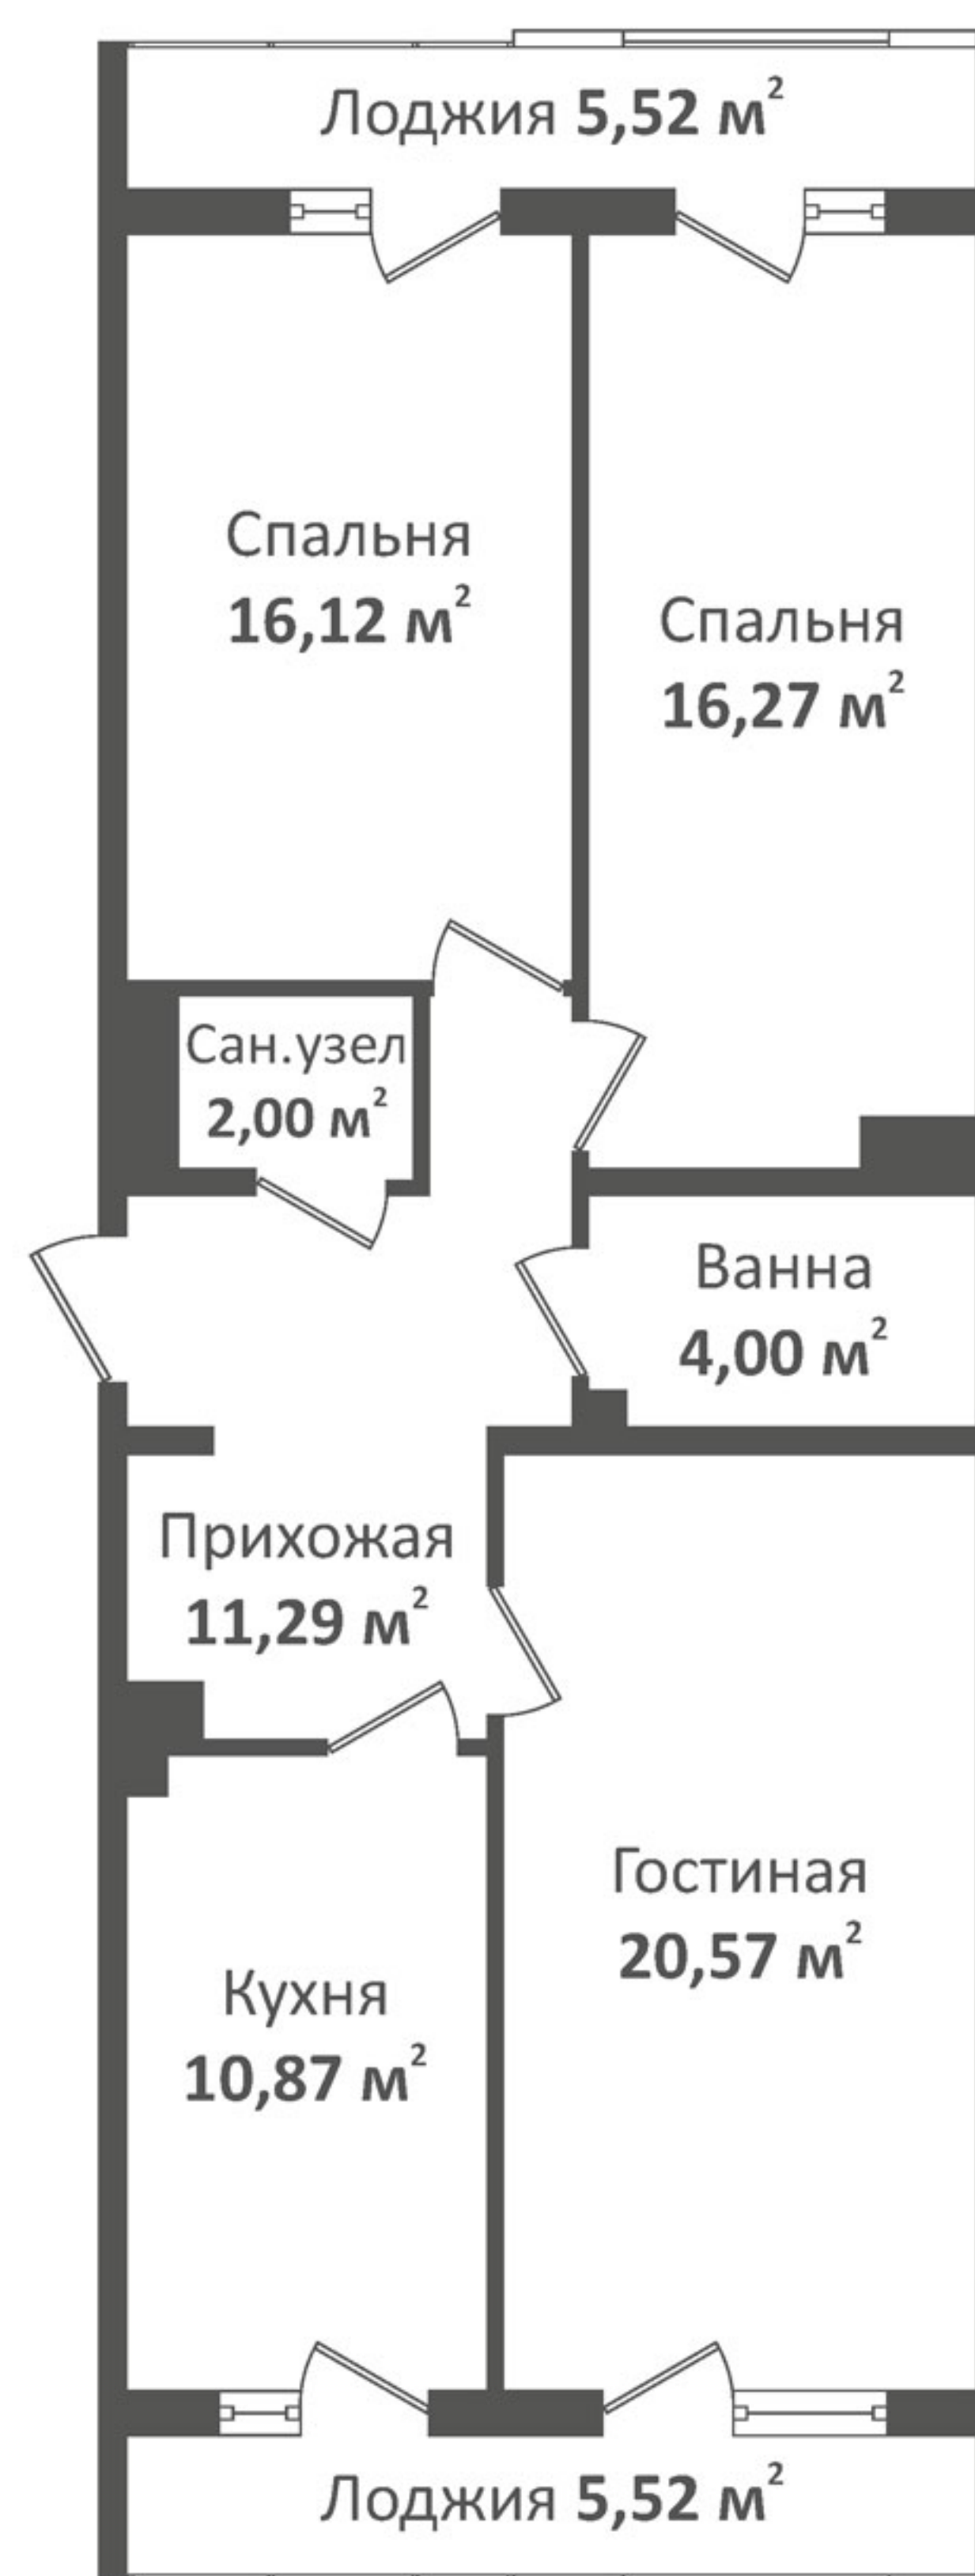 Лоджия 5,52 м²
Спальня
16,12 м²
Спальня
16,27 м²
Сан.узел
2,00 м²
Ванна
4,00 м²
Прихожая
11,29 м²
Гостиная
20,57 м²
Кухня
10,87 м²
Лоджия 5,52 м²